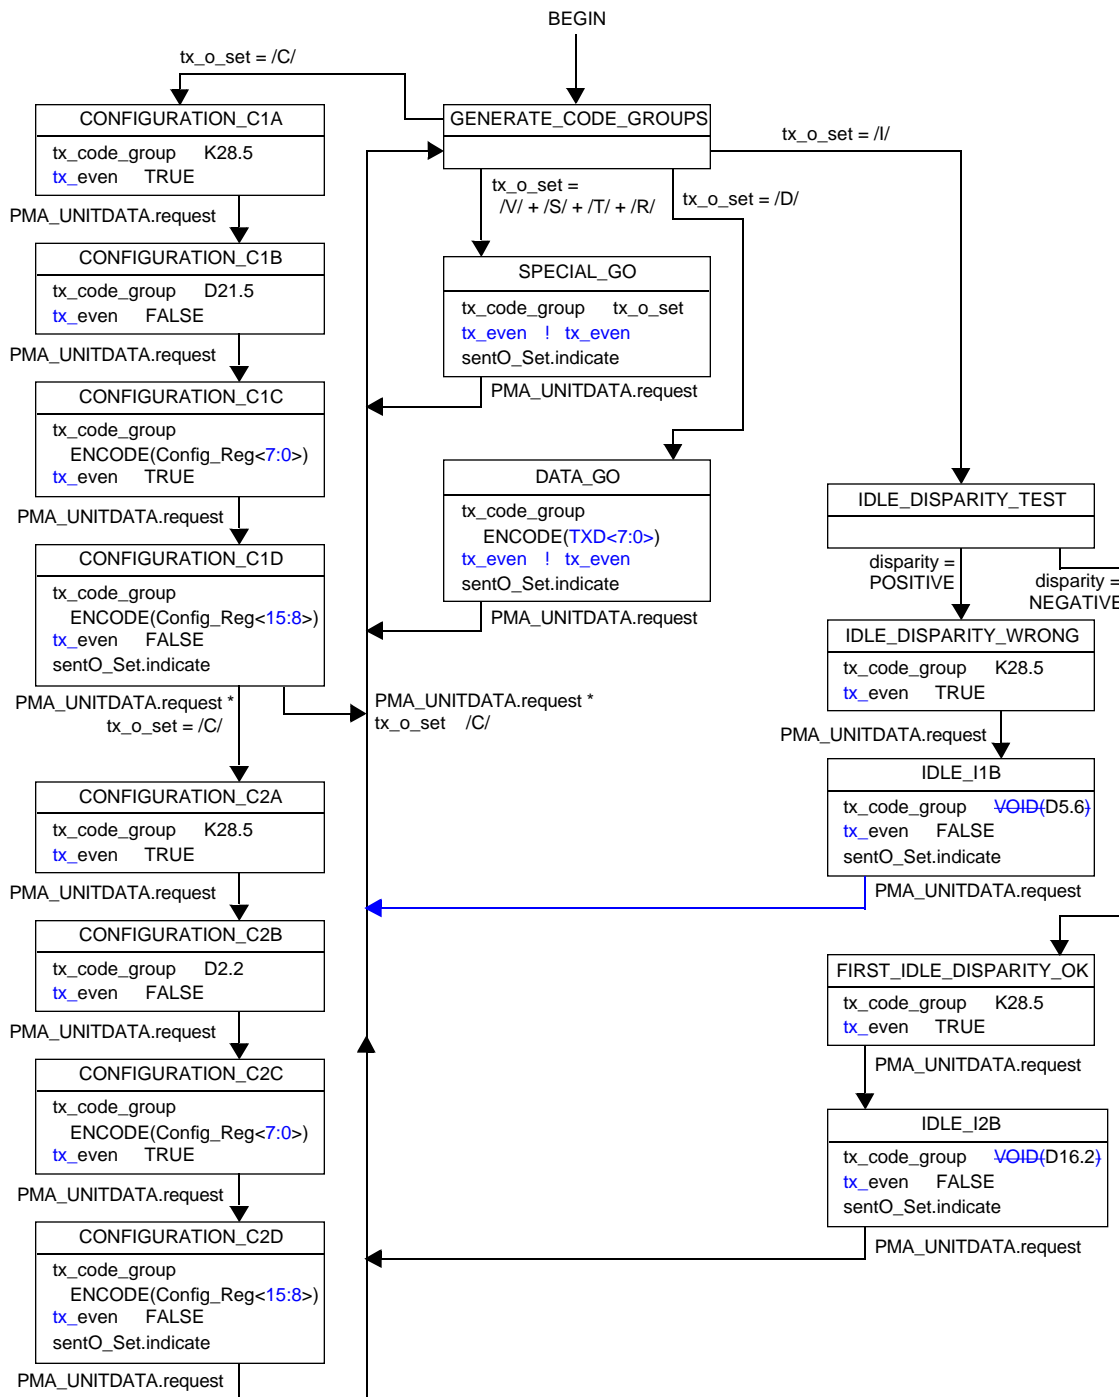 BEGIN
tx_o_set = /C/
GENERATE_CODE_GROUPS
tx_o_set = /I/
tx_o_set =
/V/ + /S/ + /T/ + /R/
tx_o_set = /D/
CONFIGURATION_C1A
tx_code_group K28.5
tx_even TRUE
PMA_UNITDATA.request
CONFIGURATION_C1B
tx_code_group D21.5
tx_even FALSE
PMA_UNITDATA.request
CONFIGURATION_C1C
tx_code_group
ENCODE(Config_Reg<7:0>)
tx_even TRUE
PMA_UNITDATA.request
CONFIGURATION_C1D
tx_code_group
ENCODE(Config_Reg<15:8>)
tx_even FALSE
sentO_Set.indicate
PMA_UNITDATA.request *
tx_o_set = /C/
PMA_UNITDATA.request *
tx_o_set /C/
CONFIGURATION_C2A
tx_code_group K28.5
tx_even TRUE
PMA_UNITDATA.request
CONFIGURATION_C2B
tx_code_group D2.2
tx_even FALSE
PMA_UNITDATA.request
CONFIGURATION_C2C
tx_code_group
ENCODE(Config_Reg<7:0>)
tx_even TRUE
PMA_UNITDATA.request
CONFIGURATION_C2D
tx_code_group
ENCODE(Config_Reg<15:8>)
tx_even FALSE
sentO_Set.indicate
PMA_UNITDATA.request
SPECIAL_GO
tx_code_group tx_o_set
tx_even ! tx_even
sentO_Set.indicate
PMA_UNITDATA.request
DATA_GO
tx_code_group
ENCODE(TXD<7:0>)
tx_even ! tx_even
sentO_Set.indicate
PMA_UNITDATA.request
IDLE_DISPARITY_TEST
disparity =
POSITIVE
disparity =
NEGATIVE
IDLE_DISPARITY_WRONG
tx_code_group K28.5
tx_even TRUE
PMA_UNITDATA.request
IDLE_I1B
tx_code_group VOID(D5.6)
tx_even FALSE
sentO_Set.indicate
PMA_UNITDATA.request
FIRST_IDLE_DISPARITY_OK
tx_code_group K28.5
tx_even TRUE
PMA_UNITDATA.request
IDLE_I2B
tx_code_group VOID(D16.2)
tx_even FALSE
sentO_Set.indicate
PMA_UNITDATA.request